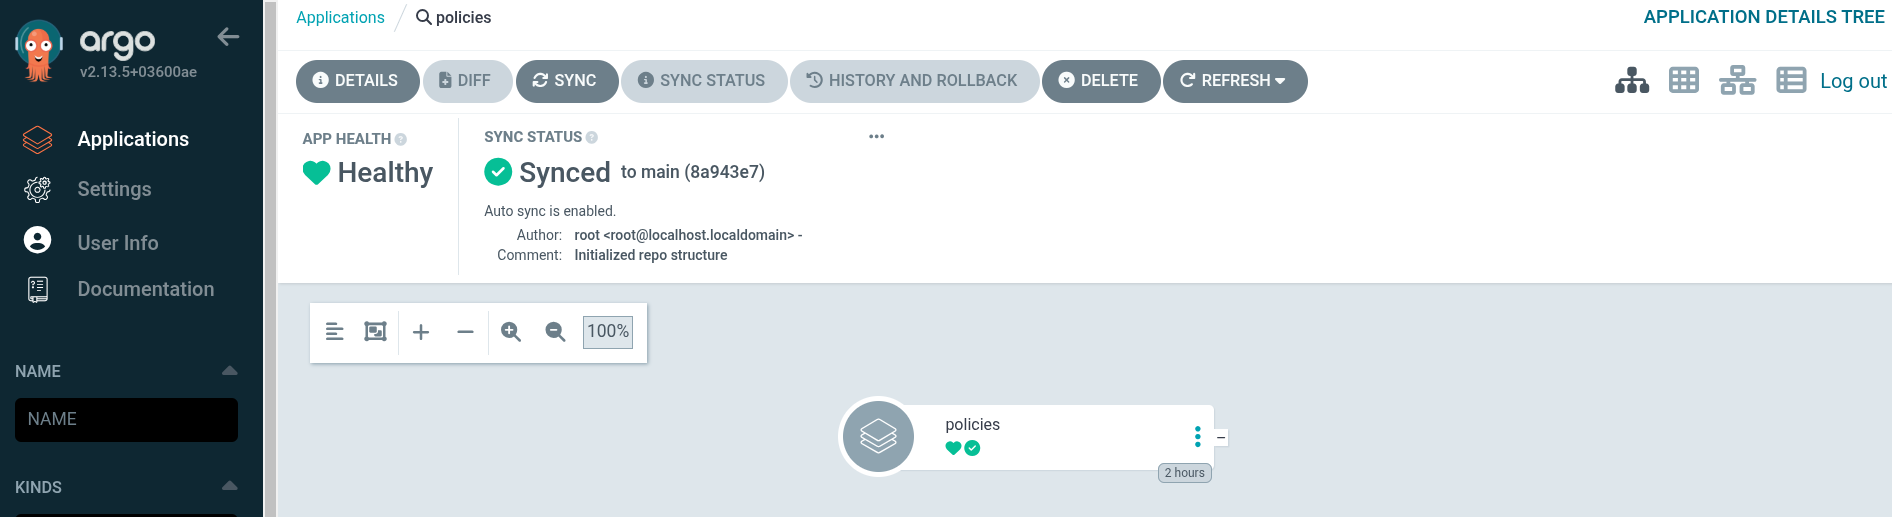 argo
v2.13.5+03600ae
Applications
Settings
User Info
Documentation
NAME
NAME
KINDS
Applications / policies
APPLICATION DETAILS TREE
DETAILS DIFF SYNC SYNC STATUS HISTORY AND ROLLBACK DELETE REFRESH Log out
APP HEALTH ?
Healthy
SYNC STATUS ?
Synced to main (8a943e7)
Auto sync is enabled.
Author: root <root@localhost.localdomain> -
Comment: Initialized repo structure
100%
policies
2 hours